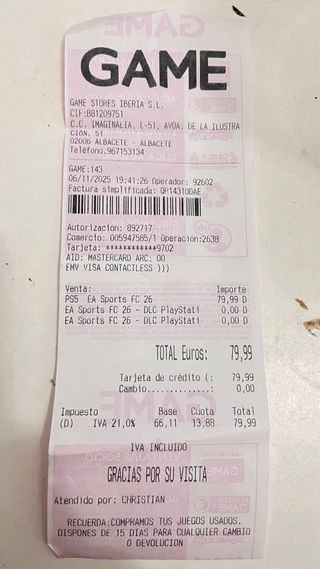 GAME
GAME STORES IBERIA S.L.
CIF:B81209751
C.C. IMAGINALIA, L-51, AVDA. DE LA ILUSTRA
CIÓN, 51
02006 ALBACETE - ALBACETE
Teléfono.967153134
GAME:143
06/11/2025 19:41:26 Operador: 92602
Factura simplificada: QP14310DAE
Autorizacion: 892717
Comercio: 005947585/1 Operación:2638
Tarjeta: ************9702
AID: MASTERCARD ARC: 00
EMV VISA CONTACTLESS )))
Venta: Importe
PS5 EA Sports FC 26 79,99 D
EA Sports FC 26 - DLC PlayStati 0,00 D
EA Sports FC 26 - DLC PlayStati 0,00 D
TOTAL Euros: 79,99
Tarjeta de crédito (: 79,99
Cambio..............: 0,00
Impuesto Base Cuota Total
(D) IVA 21,0% 66,11 13,88 79,99
IVA INCLUIDO
GRACIAS POR SU VISITA
Atendido por: CHRISTIAN
RECUERDA:COMPRAMOS TUS JUEGOS USADOS.
DISPONES DE 15 DIAS PARA CUALQUIER CAMBIO
O DEVOLUCION